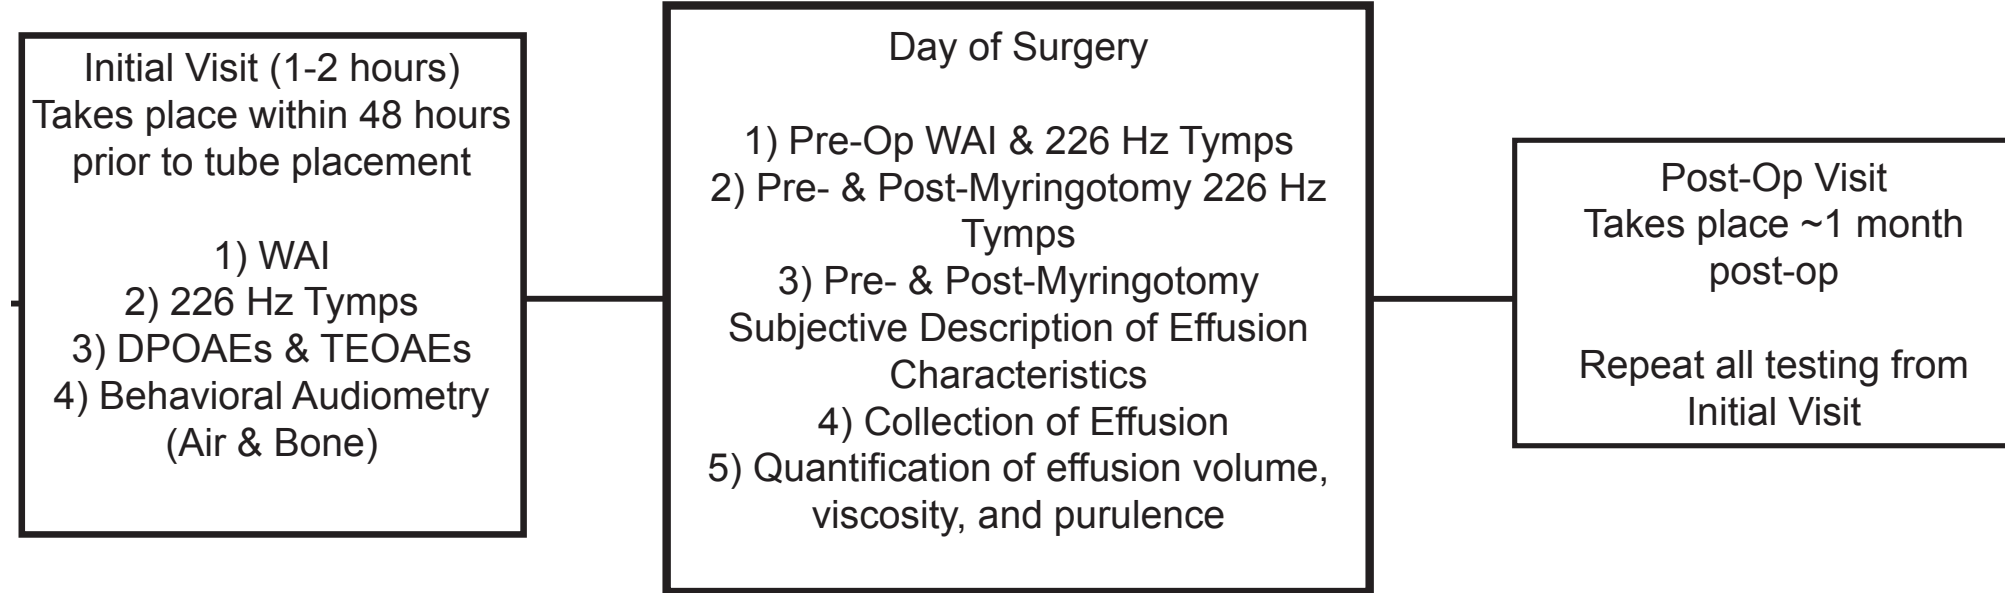 Initial Visit (1-2 hours)
Takes place within 48 hours
prior to tube placement
1) WAI
2) 226 Hz Tymps
3) DPOAEs & TEOAEs
4) Behavioral Audiometry
(Air & Bone)
Day of Surgery
1) Pre-Op WAI & 226 Hz Tymps
2) Pre- & Post-Myringotomy 226 Hz
Tymps
3) Pre- & Post-Myringotomy
Subjective Description of Effusion
Characteristics
4) Collection of Effusion
5) Quantification of effusion volume,
viscosity, and purulence
Post-Op Visit
Takes place ~1 month
post-op
Repeat all testing from
Initial Visit